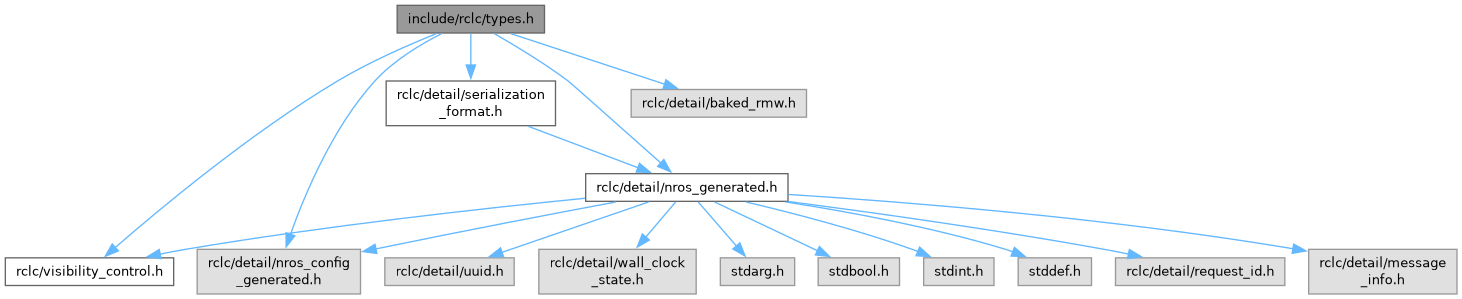 include/rclc/types.h
rclc/detail/serialization
_format.h
rclc/detail/baked_rmw.h
rclc/detail/nros_generated.h
rclc/visibility_control.h
rclc/detail/nros_config
_generated.h
rclc/detail/uuid.h
rclc/detail/wall_clock
_state.h
stdarg.h
stdbool.h
stdint.h
stddef.h
rclc/detail/request_id.h
rclc/detail/message
_info.h